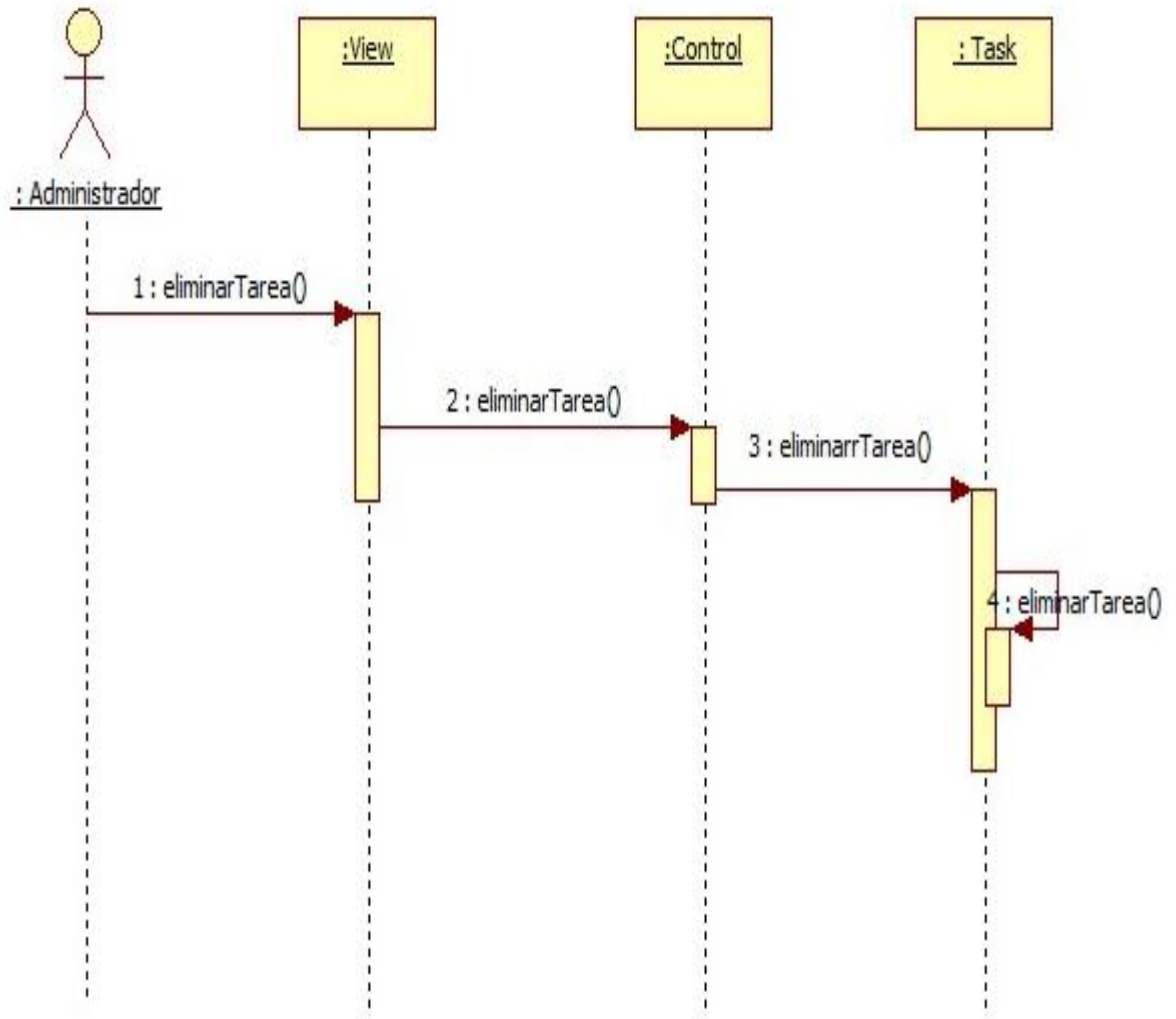 :View
:Control
: Task
: Administrador
1 : eliminarTarea()
2 : eliminarTarea()
3 : eliminarrTarea()
4 : eliminarTarea()